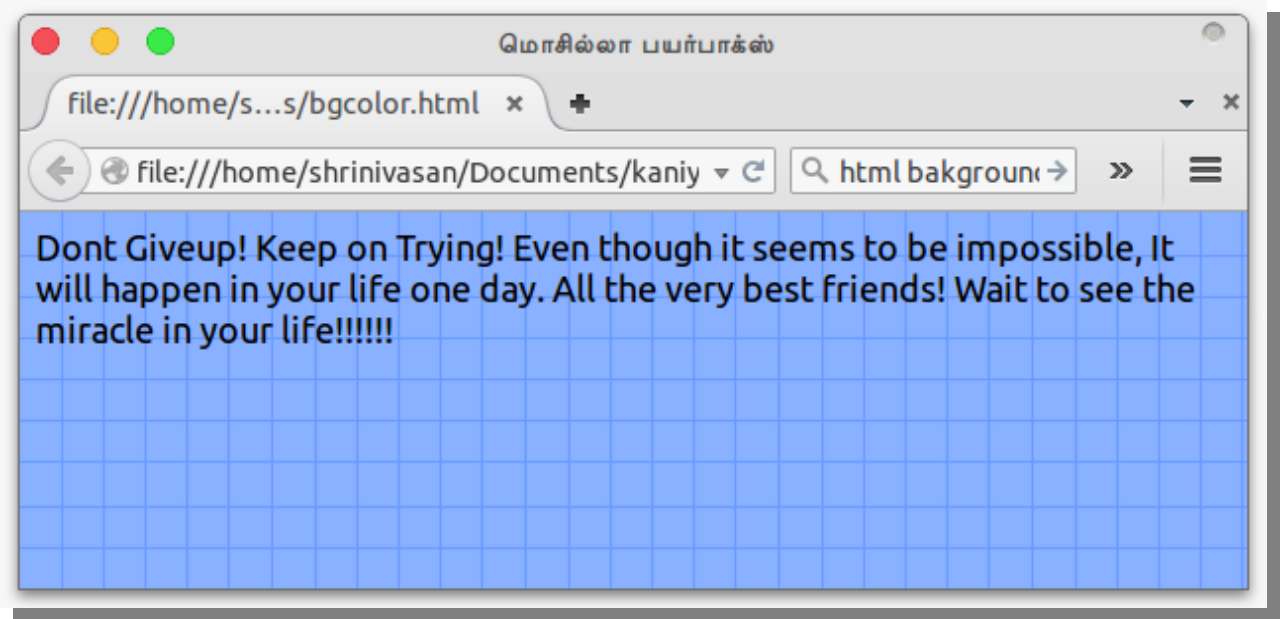 மொசில்லா பயர்பாக்ஸ்
file:///home/s...s/bgcolor.html
file:///home/shrinivasan/Documents/kaniy
html bakgroun
Dont Giveup! Keep on Trying! Even though it seems to be impossible, It
will happen in your life one day. All the very best friends! Wait to see the
miracle in your life!!!!!!